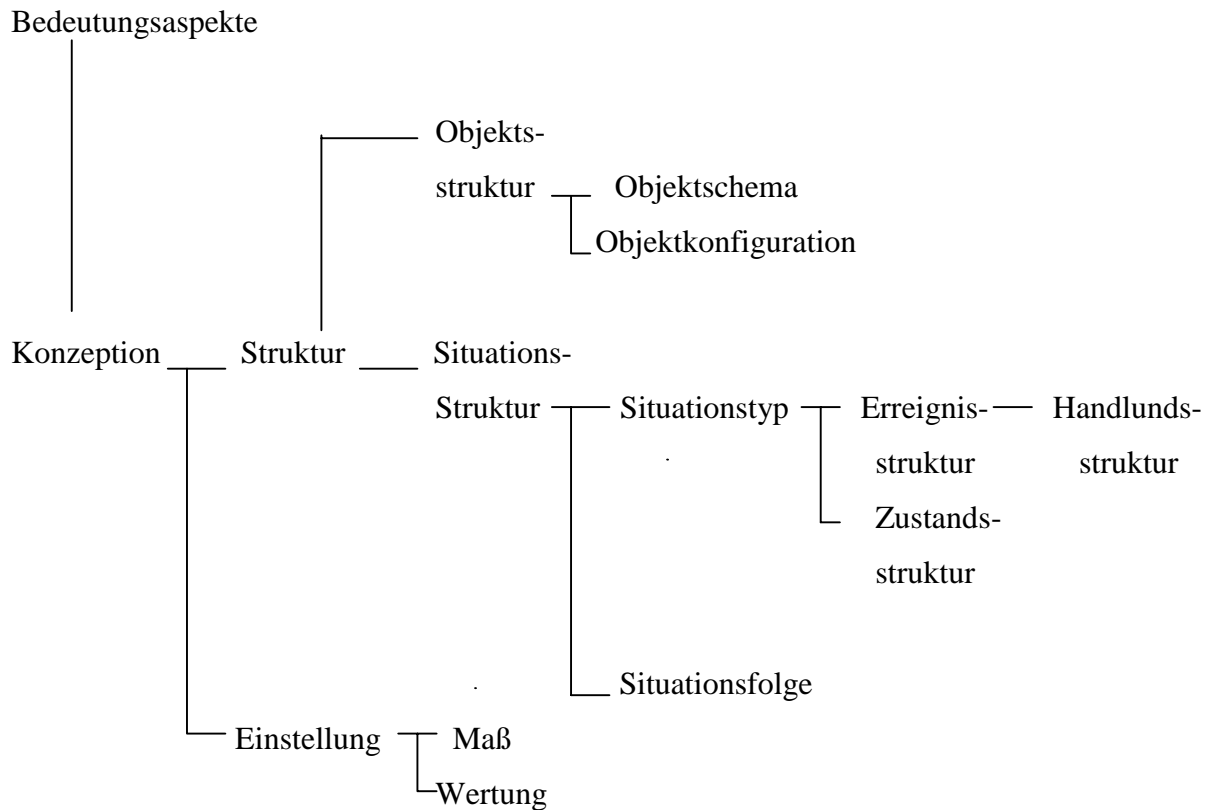 Bedeutungsaspekte
Objekts-
struktur Objektschema
Objektkonfiguration
Konzeption Struktur Situations-
Struktur Situationstyp Erreignis- Handlunds-
struktur struktur
Zustands-
struktur
Situationsfolge
Einstellung Maß
Wertung